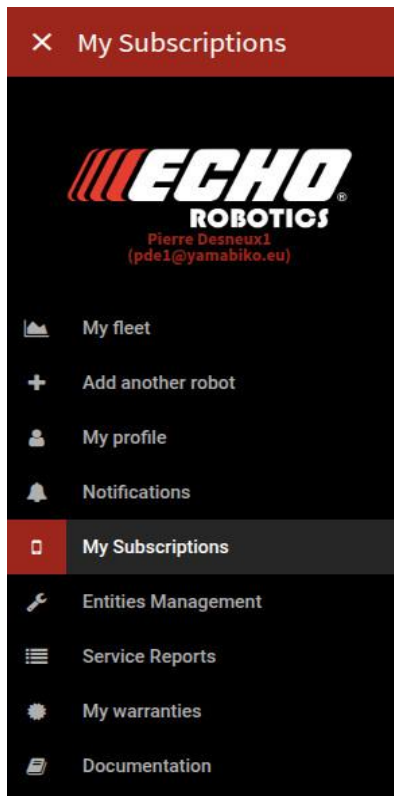 × My Subscriptions
ECHO®
ROBOTICS
Pierre Desneux1
(pde1@yamabiko.eu)
My fleet
Add another robot
My profile
Notifications
My Subscriptions
Entities Management
Service Reports
My warranties
Documentation